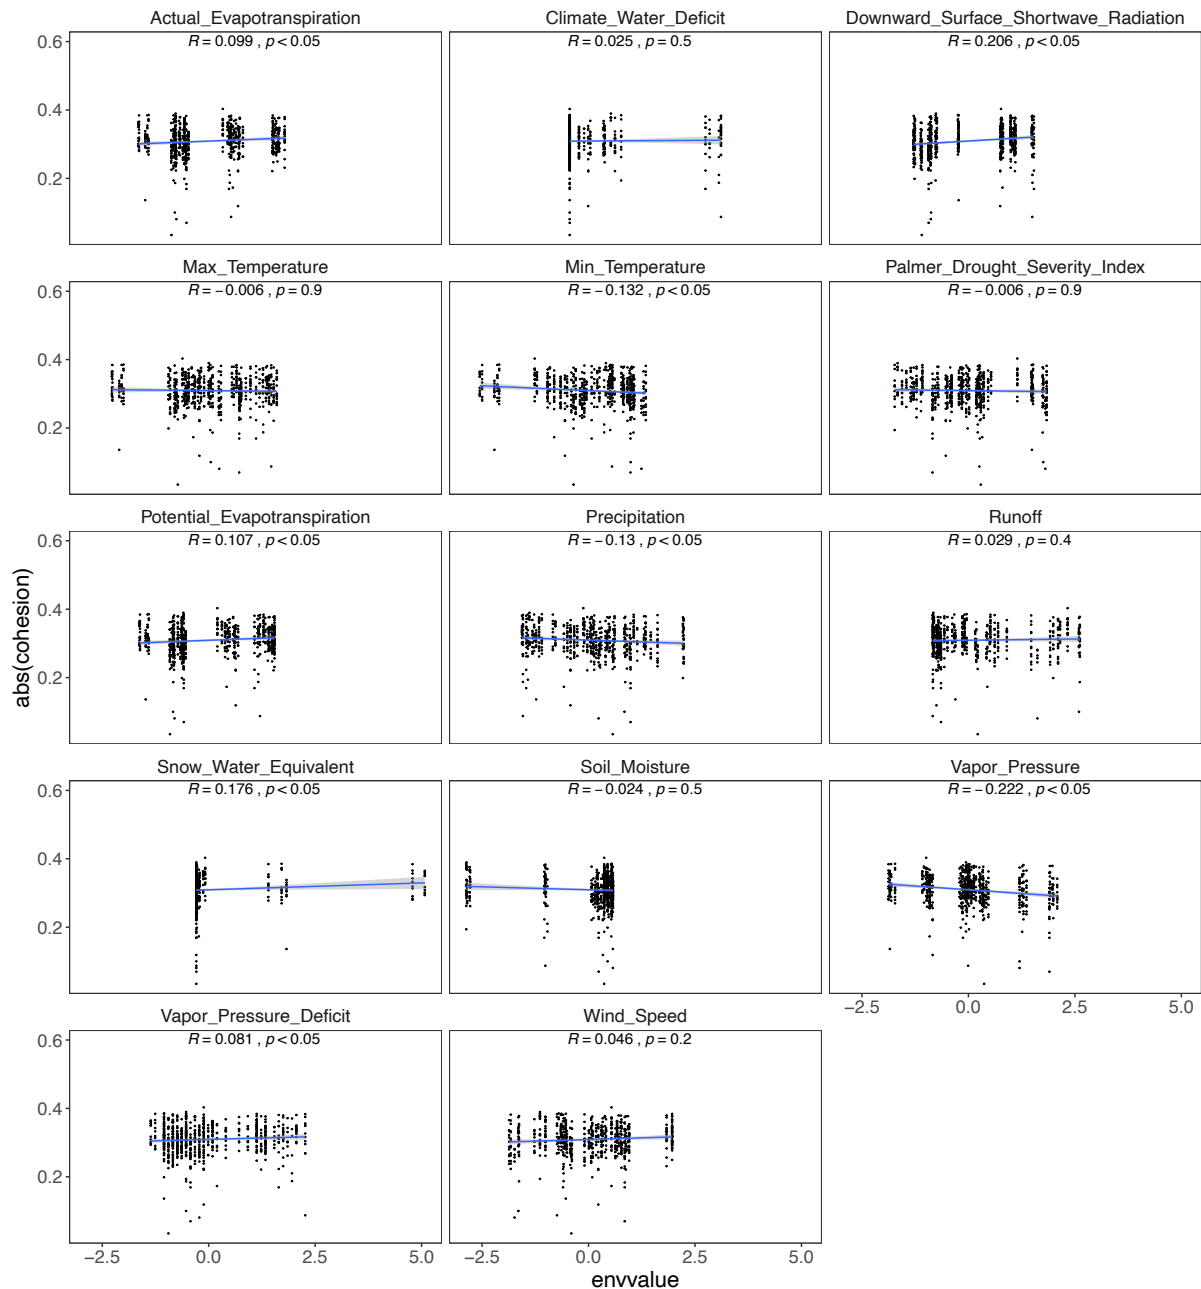 Actual_Evapotranspiration
Climate_Water_Deficit
Downward_Surface_Shortwave_Radiation
R = 0.099 , p < 0.05
R = 0.025 , p = 0.5
R = 0.206 , p < 0.05
0.6
0.4
0.2
Max_Temperature
Min_Temperature
Palmer_Drought_Severity_Index
R = −0.006 , p = 0.9
R = −0.132 , p < 0.05
R = −0.006 , p = 0.9
0.6
0.4
0.2
Potential_Evapotranspiration
Precipitation
Runoff
R = 0.107 , p < 0.05
R = −0.13 , p < 0.05
R = 0.029 , p = 0.4
0.6
0.4
0.2
abs(cohesion)
Snow_Water_Equivalent
Soil_Moisture
Vapor_Pressure
R = 0.176 , p < 0.05
R = −0.024 , p = 0.5
R = −0.222 , p < 0.05
0.6
0.4
0.2
−2.5 0.0 2.5 5.0
Vapor_Pressure_Deficit
Wind_Speed
R = 0.081 , p < 0.05
R = 0.046 , p = 0.2
0.6
0.4
0.2
−2.5 0.0 2.5 5.0
−2.5 0.0 2.5 5.0
envvalue